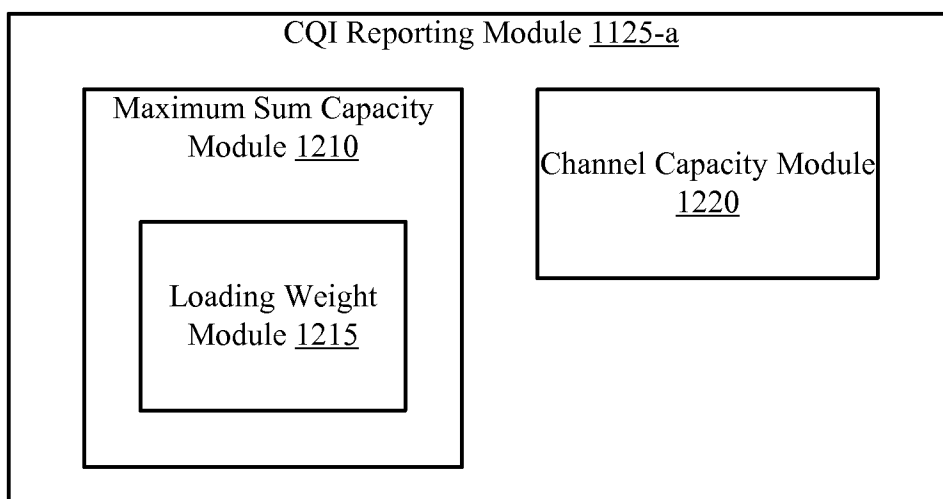 CQI Reporting Module 1125-a
Maximum Sum Capacity
Module 1210
Loading Weight
Module 1215
Channel Capacity Module
1220